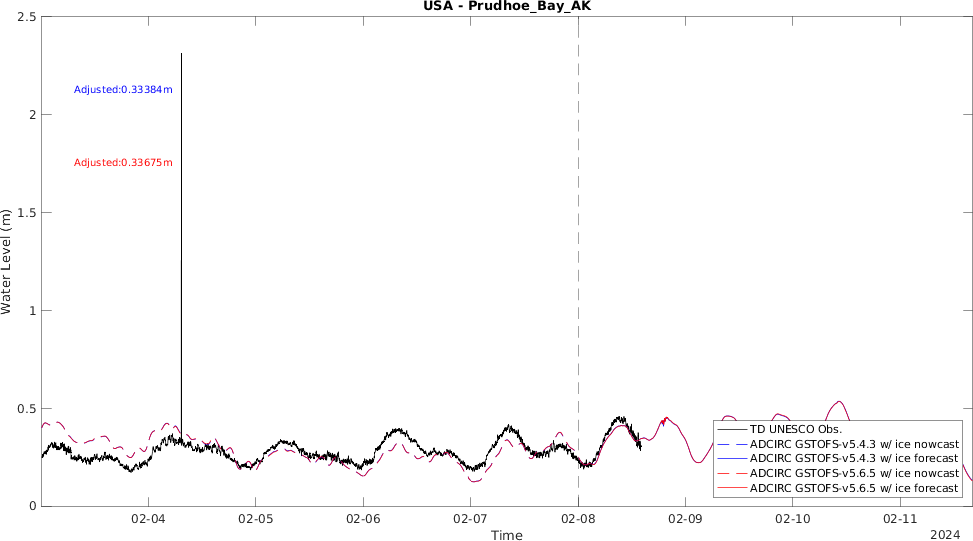 USA - Prudhoe_Bay_AK
2.5
2
1.5
1
0.5
0
Water Level (m)
Adjusted:0.33384m
Adjusted:0.33675m
TD UNESCO Obs.
ADCIRC GSTOFS-v5.4.3 w/ ice nowcast
ADCIRC GSTOFS-v5.4.3 w/ ice forecast
ADCIRC GSTOFS-v5.6.5 w/ ice nowcast
ADCIRC GSTOFS-v5.6.5 w/ ice forecast
02-04 02-05 02-06 02-07 02-08 02-09 02-10 02-11
Time
2024